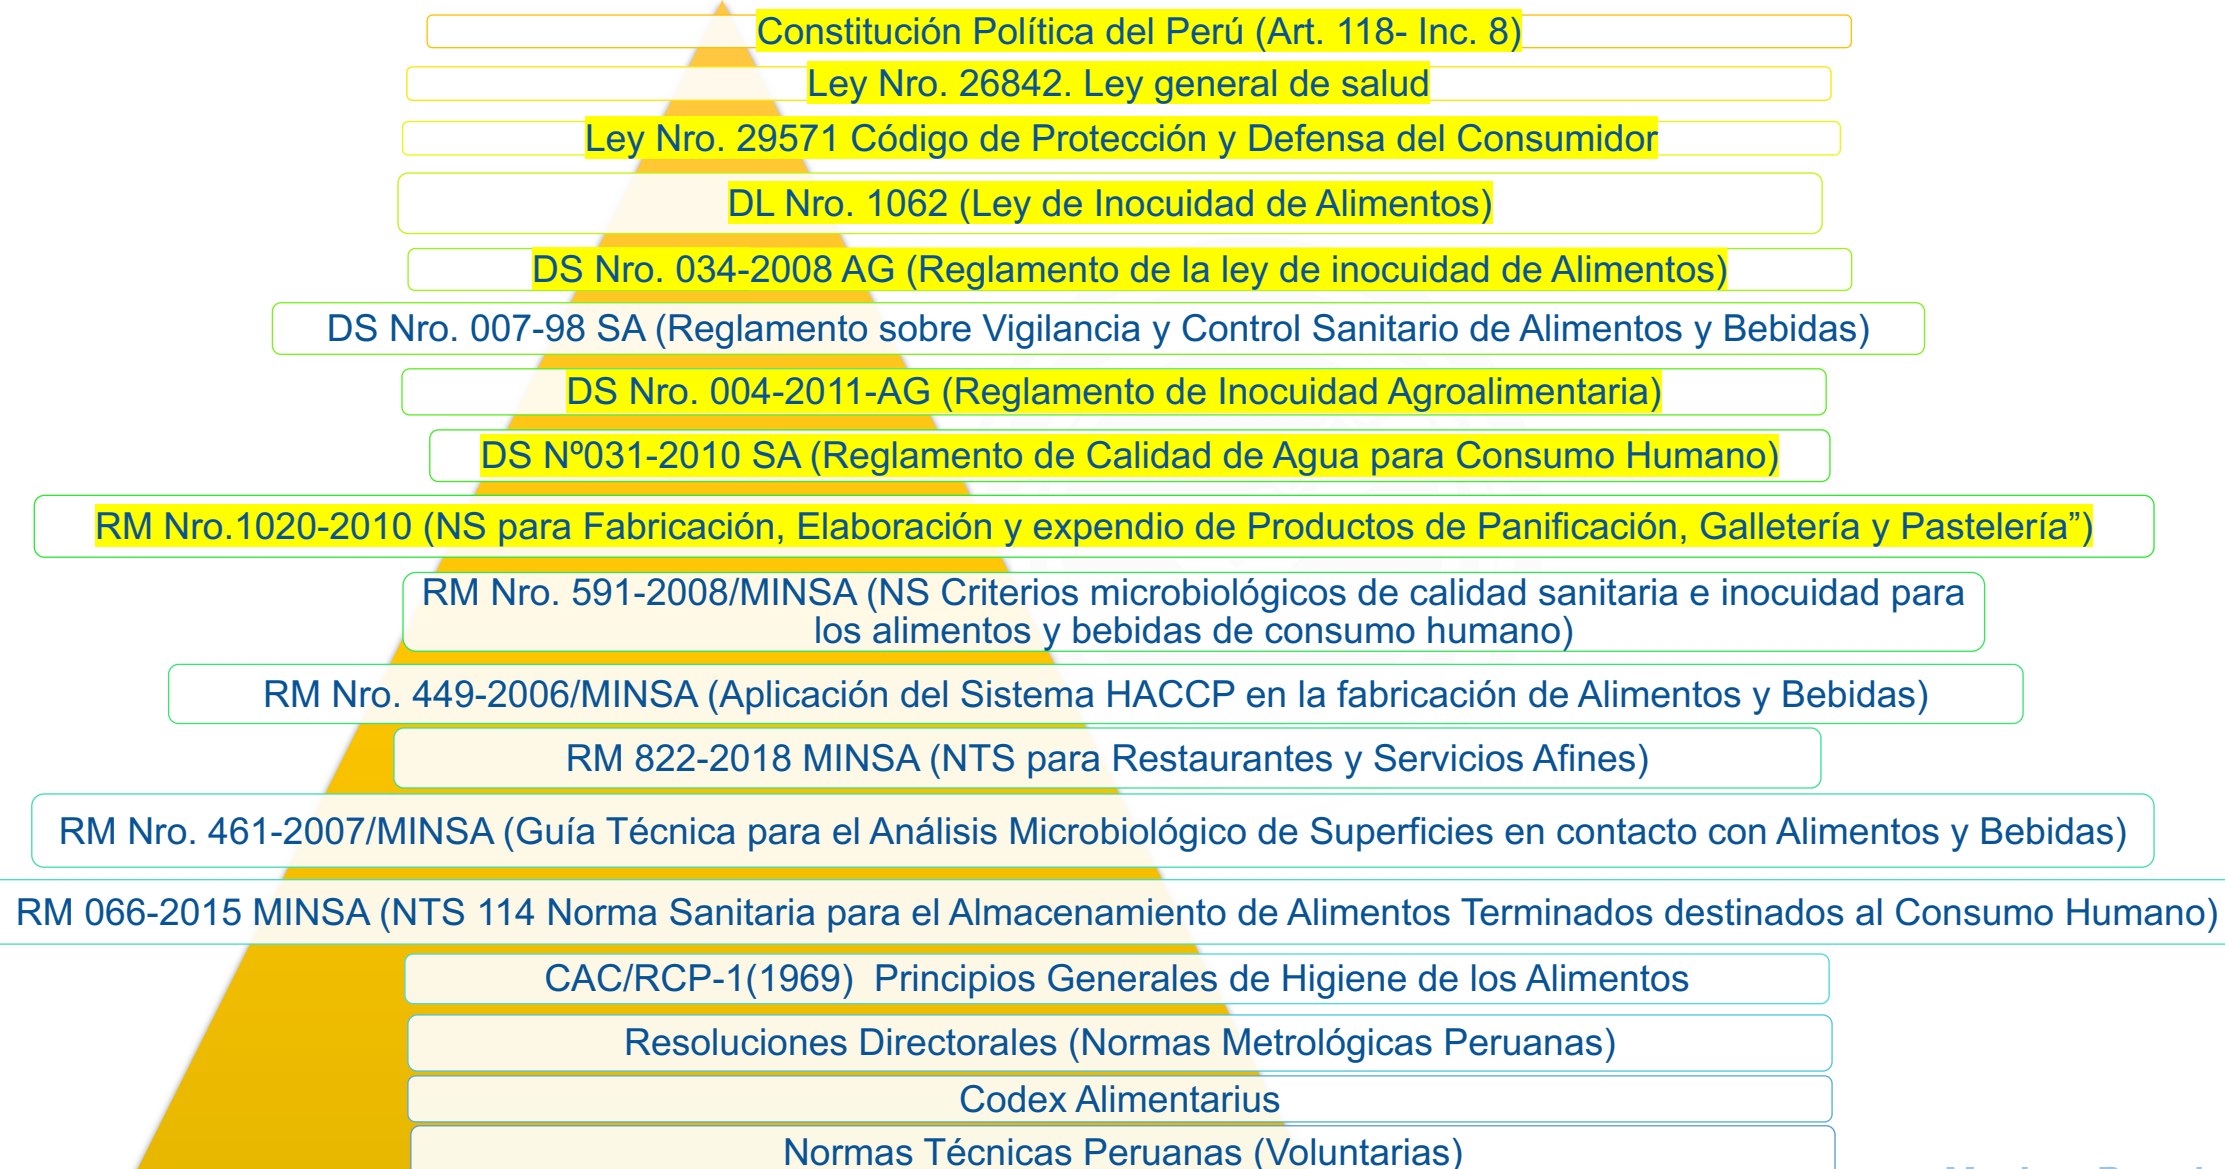 Constitución Política del Perú (Art. 118- Inc. 8)
Ley Nro. 26842. Ley general de salud
Ley Nro. 29571 Código de Protección y Defensa del Consumidor
DL Nro. 1062 (Ley de Inocuidad de Alimentos)
DS Nro. 034-2008 AG (Reglamento de la ley de inocuidad de Alimentos)
DS Nro. 007-98 SA (Reglamento sobre Vigilancia y Control Sanitario de Alimentos y Bebidas)
DS Nro. 004-2011-AG (Reglamento de Inocuidad Agroalimentaria)
DS Nº031-2010 SA (Reglamento de Calidad de Agua para Consumo Humano)
RM Nro.1020-2010 (NS para Fabricación, Elaboración y expendio de Productos de Panificación, Galletería y Pastelería”)
RM Nro. 591-2008/MINSA (NS Criterios microbiológicos de calidad sanitaria e inocuidad para
los alimentos y bebidas de consumo humano)
RM Nro. 449-2006/MINSA (Aplicación del Sistema HACCP en la fabricación de Alimentos y Bebidas)
RM 822-2018 MINSA (NTS para Restaurantes y Servicios Afines)
RM Nro. 461-2007/MINSA (Guía Técnica para el Análisis Microbiológico de Superficies en contacto con Alimentos y Bebidas)
RM 066-2015 MINSA (NTS 114 Norma Sanitaria para el Almacenamiento de Alimentos Terminados destinados al Consumo Humano)
CAC/RCP-1(1969) Principios Generales de Higiene de los Alimentos
Resoluciones Directorales (Normas Metrológicas Peruanas)
Codex Alimentarius
Normas Técnicas Peruanas (Voluntarias)